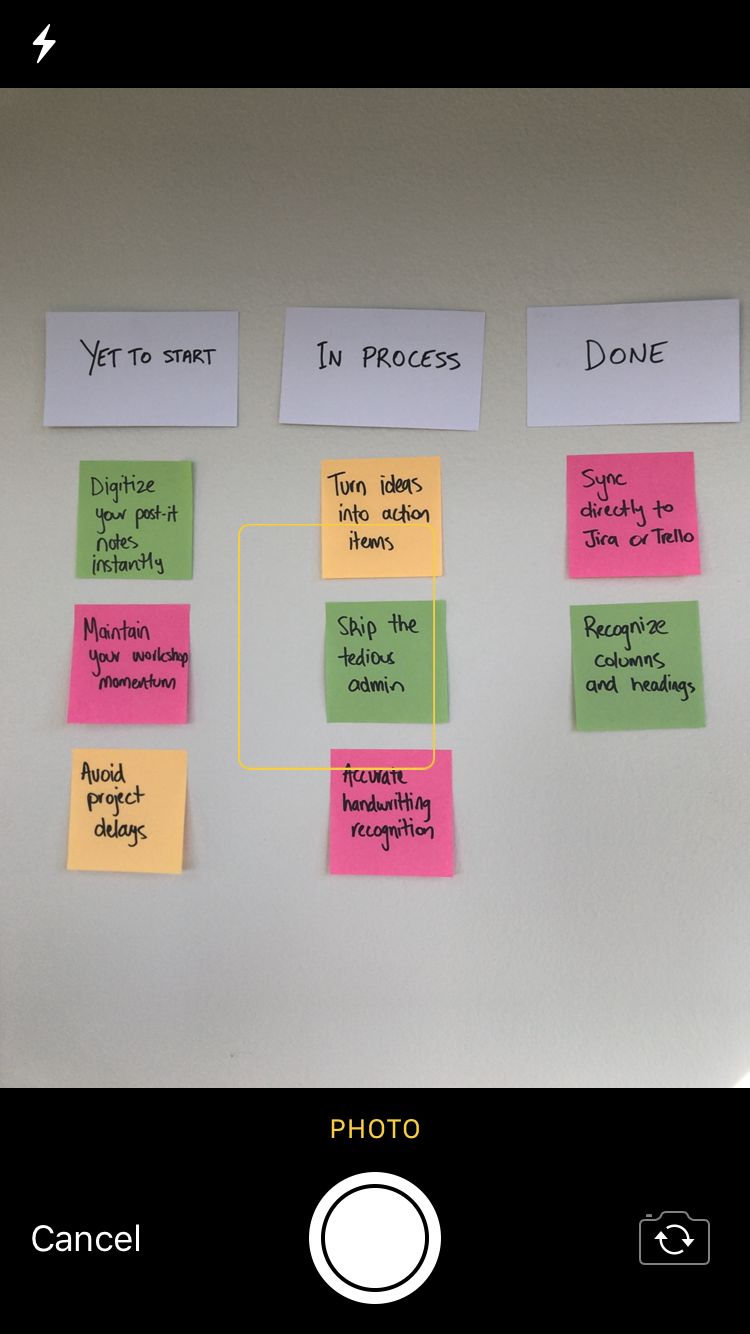 YET TO START
IN PROCESS
DONE
Digitize
your post-it
notes
instantly
Maintain
your workshop
momentum
Avoid
project
delays
Turn ideas
into action
items
Skip the
tedious
admin
Accurate
handwritting
recognition
Sync
directly to
Jira or Trello
Recognize
columns
and headings
PHOTO
Cancel